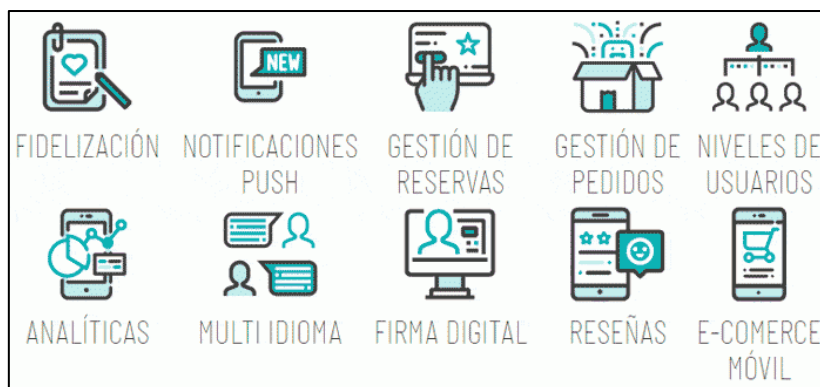 NEW
FIDELIZACIÓN
NOTIFICACIONES
PUSH
GESTIÓN DE
RESERVAS
GESTIÓN DE
PEDIDOS
NIVELES DE
USUARIOS
ANALÍTICAS
MULTI IDIOMA
FIRMA DIGITAL
RESEÑAS
E-COMERCE
MÓVIL